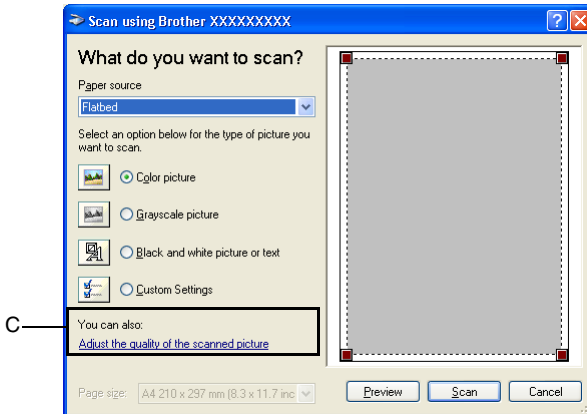 Scan using Brother XXXXXXXXX
What do you want to scan?
Paper source
Flatbed
Select an option below for the type of picture you
want to scan.
Color picture
Grayscale picture
Black and white picture or text
Custom Settings
C
You can also:
Adjust the quality of the scanned picture
Page size: A4 210 x 297 mm (8.3 x 11.7 inc
Preview Scan Cancel